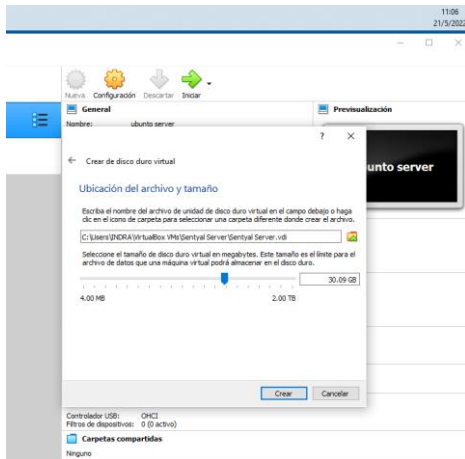 11:06
21/5/2022
Nueva Configuración Descartar Iniciar
General
Previsualización
Nombre: ubunto server
unto server
Crear de disco duro virtual
Ubicación del archivo y tamaño
Escriba el nombre del archivo de unidad de disco duro virtual en el campo debajo o haga
clic en el icono de carpeta para seleccionar una carpeta diferente donde crear el archivo.
C:\Users\INDRA\VirtualBox VMs\Sentyal Server\Sentyal Server.vdi
Seleccione el tamaño de disco duro virtual en megabytes. Este tamaño es el límite para el
archivo de datos que una máquina virtual podrá almacenar en el disco duro.
30.09 GB
4.00 MB 2.00 TB
Crear Cancelar
Controlador USB: OHCI
Filtros de dispositivos: 0 (0 activo)
Carpetas compartidas
Ninguno